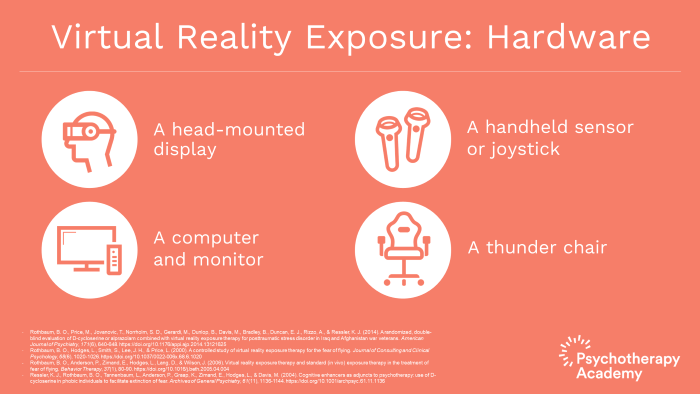 Virtual Reality Exposure: Hardware
A head-mounted
display
A handheld sensor
or joystick
A computer
and monitor
A thunder chair
Rothbaum, B. O., Price, M., Jovanovic, T., Norrholm, S. D., Gerardi, M., Dunlop, B., Davis, M., Bradley, B., Duncan, E. J., Rizzo, A., & Ressler, K. J. (2014). A randomized, double-
blind evaluation of D-cycloserine or alprazolam combined with virtual reality exposure therapy for posttraumatic stress disorder in Iraq and Afghanistan war veterans. American
Journal of Psychiatry, 171(6), 640-648. https://doi.org/10.1176/appi.ajp.2014.13121625
Rothbaum, B. O., Hodges, L., Smith, S., Lee, J. H., & Price, L. (2000). A controlled study of virtual reality exposure therapy for the fear of flying. Journal of Consulting and Clinical
Psychology, 68(6), 1020-1026. https://doi.org/10.1037/0022-006x.68.6.1020
Rothbaum, B. O., Anderson, P., Zimand, E., Hodges, L., Lang, D., & Wilson, J. (2006). Virtual reality exposure therapy and standard (in vivo) exposure therapy in the treatment of
fear of flying. Behavior Therapy, 37(1), 80-90. https://doi.org/10.1016/j.beth.2005.04.004
Ressler, K. J., Rothbaum, B. O., Tannenbaum, L., Anderson, P., Graap, K., Zimand, E., Hodges, L., & Davis, M. (2004). Cognitive enhancers as adjuncts to psychotherapy: use of D-
cycloserine in phobic individuals to facilitate extinction of fear. Archives of General Psychiatry, 61(11), 1136-1144. https://doi.org/10.1001/archpsyc.61.11.1136
Psychotherapy
Academy